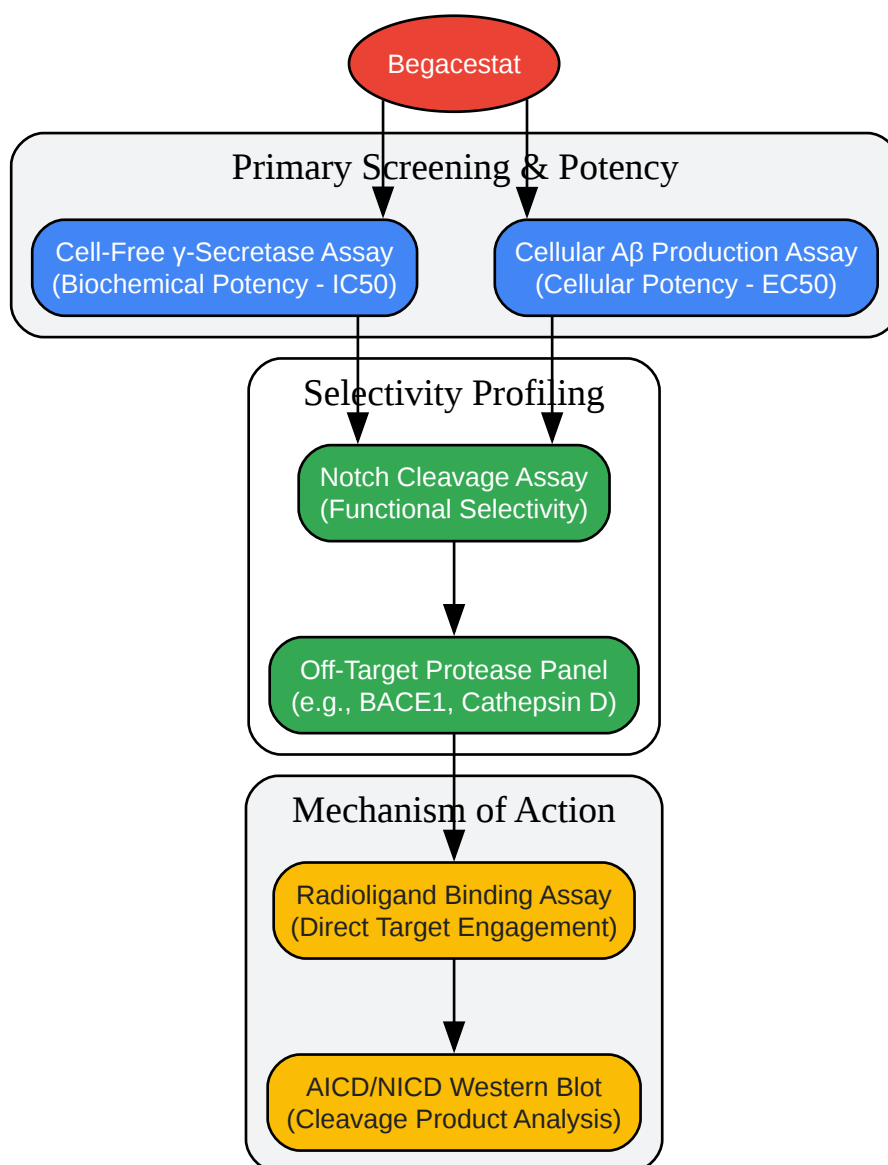 Begacestat
Primary Screening & Potency
Cell-Free γ-Secretase Assay
(Biochemical Potency - IC50)
Cellular Aβ Production Assay
(Cellular Potency - EC50)
Selectivity Profiling
Notch Cleavage Assay
(Functional Selectivity)
Off-Target Protease Panel
(e.g., BACE1, Cathepsin D)
Mechanism of Action
Radioligand Binding Assay
(Direct Target Engagement)
AICD/NICD Western Blot
(Cleavage Product Analysis)